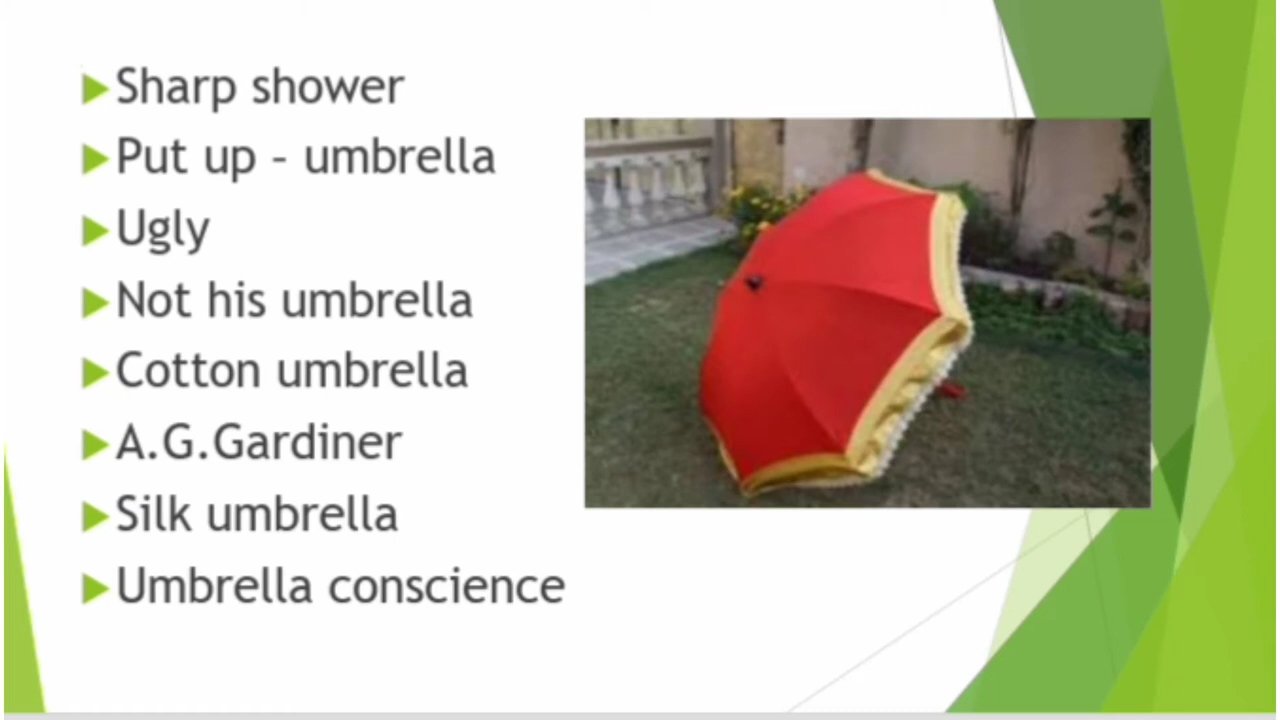 Sharp shower
Put up - umbrella
Ugly
Not his umbrella
Cotton umbrella
A.G.Gardiner
Silk umbrella
Umbrella conscience